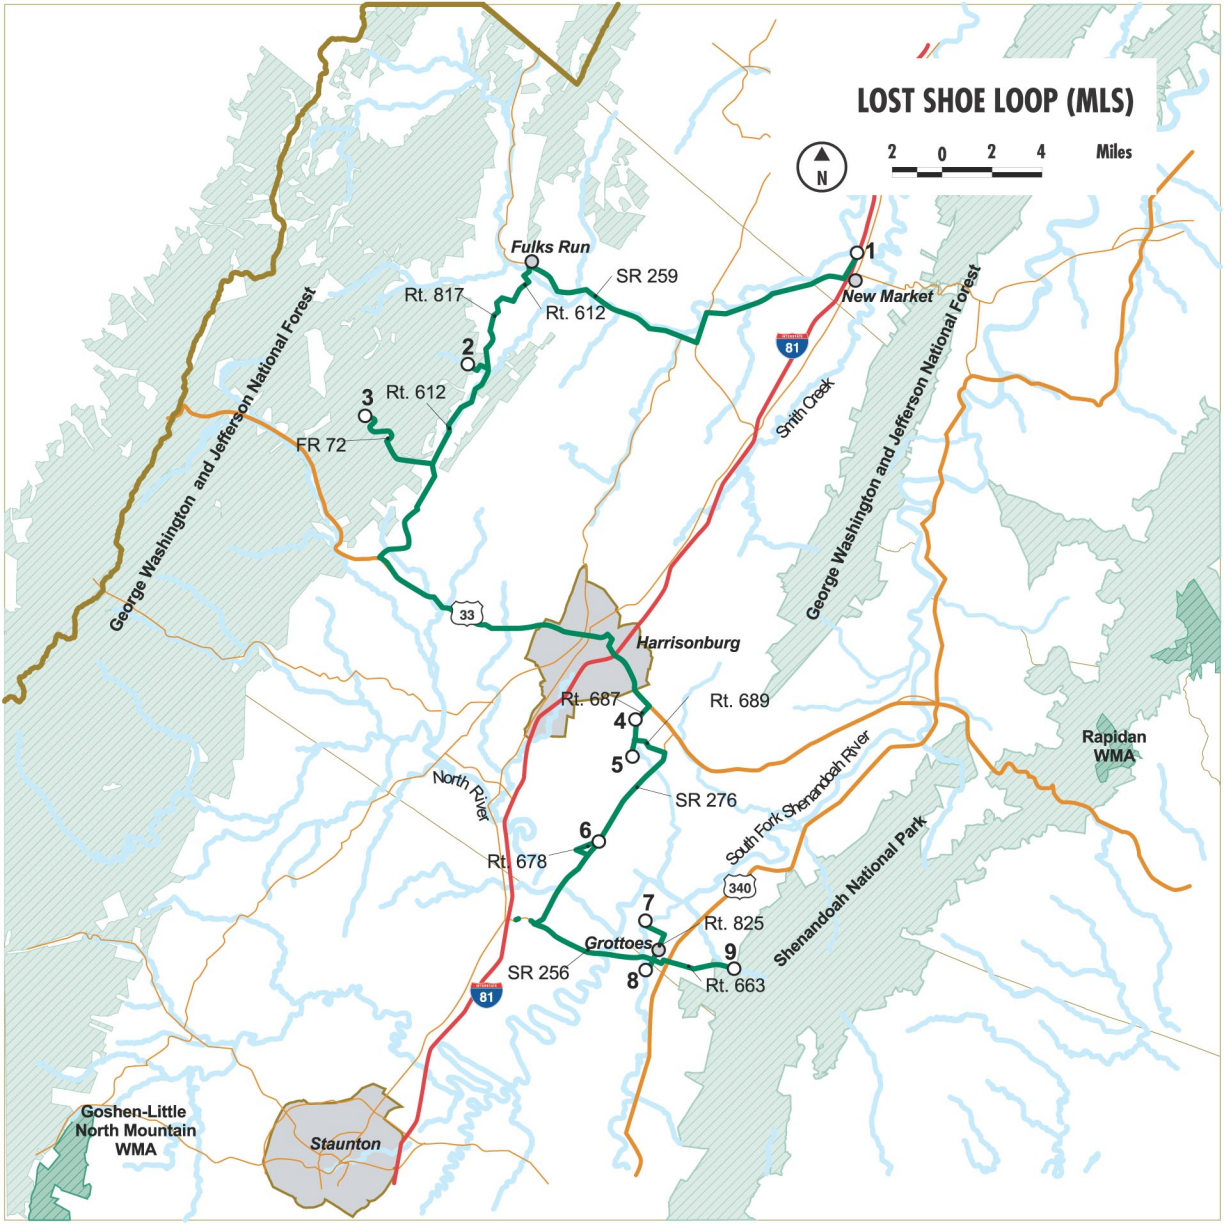 LOST SHOE LOOP (MLS)
2 0 2 4 Miles
N
1
Fulks Run
SR 259
New Market
Rt. 817
Rt. 612
INTERSTATE
81
2
3
Rt. 612
FR 72
Smith Creek
George Washington and Jefferson National Forest
George Washington and Jefferson National Forest
33
Harrisonburg
Rt. 687
Rt. 689
4
5
Rapidan
WMA
North River
SR 276
South Fork Shenandoah River
6
Rt. 678
340
Shenandoah National Park
7
Rt. 825
Grottoes
9
SR 256
8
Rt. 663
INTERSTATE
81
Goshen-Little
North Mountain
WMA
Staunton